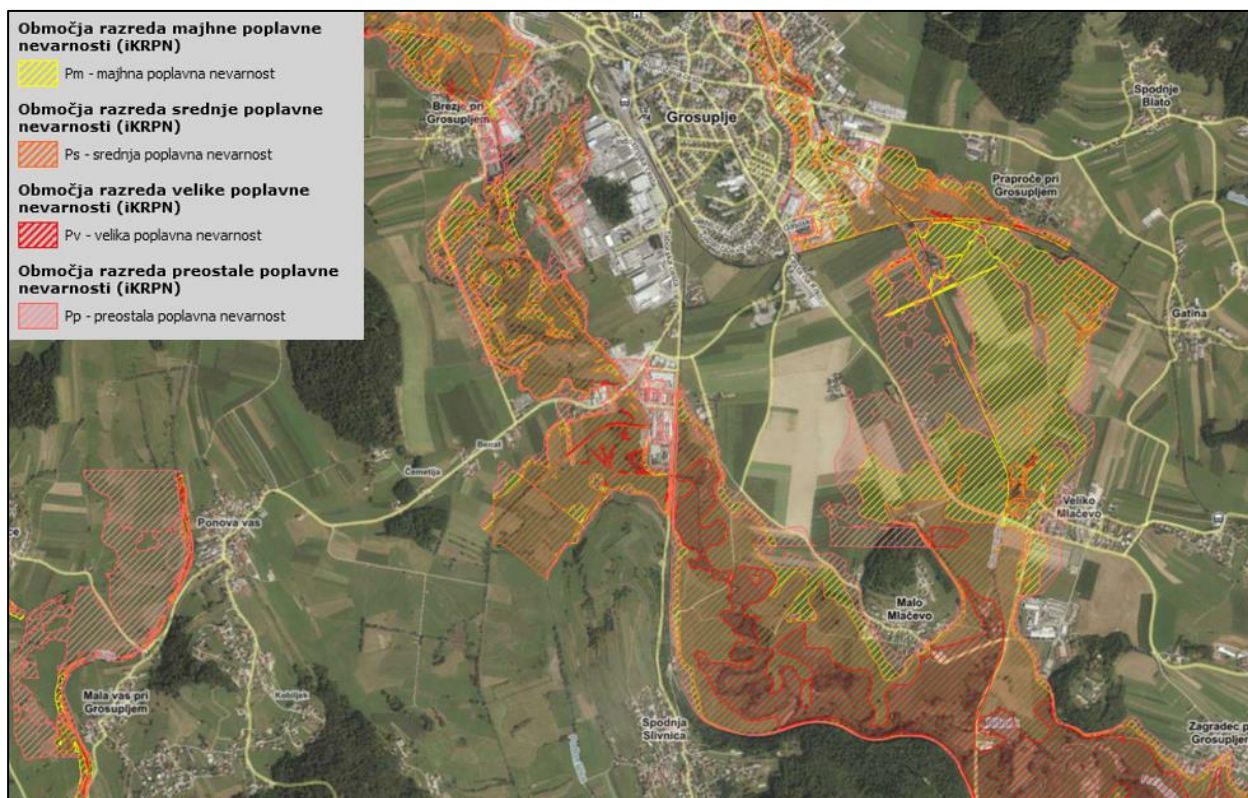 Območja razreda majhne poplavne
nevarnosti (iKRPN)
Pm - majhna poplavna nevarnost
Območja razreda srednje poplavne
nevarnosti (iKRPN)
Ps - srednja poplavna nevarnost
Območja razreda velike poplavne
nevarnosti (iKRPN)
Pv - velika poplavna nevarnost
Območja razreda preostale poplavne
nevarnosti (iKRPN)
Pp - preostala poplavna nevarnost
Spodnje
Blato
Brezje pri
Grosupljem
Grosuplje
Praproče pri
Grosupljem
Gatina
Benat
Čemetija
Ponova vas
Veliko
Mlačevo
Malo
Mlačevo
Mala vas pri
Grosupljem
Kobiljek
Spodnja
Slivnica
Zagradec p
Grosupljem